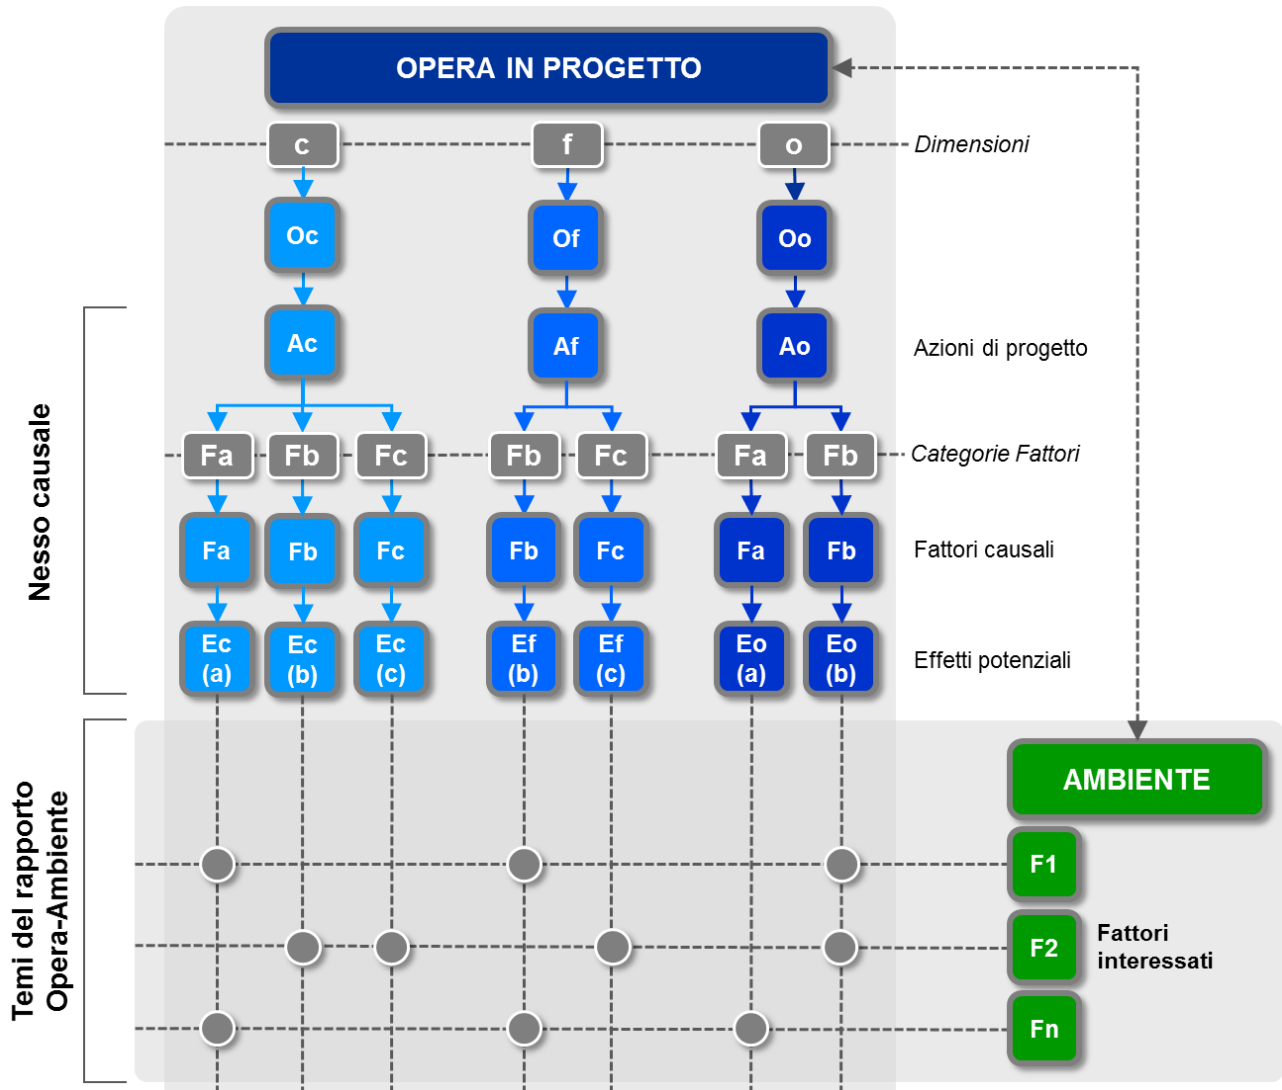 OPERA IN PROGETTO
c f o Dimensioni
Oc Of Oo
Ac Af Ao Azioni di progetto
Fa Fb Fc Fb Fc Fa Fb Categorie Fattori
Fa Fb Fc Fb Fc Fa Fb Fattori causali
Ec Ec Ec Ef Ef Eo Eo
(a) (b) (c) (b) (c) (a) (b)
Effetti potenziali
Nesso causale
AMBIENTE
F1
F2
Fattori
interessati
Fn
Temi del rapporto
Opera-Ambiente